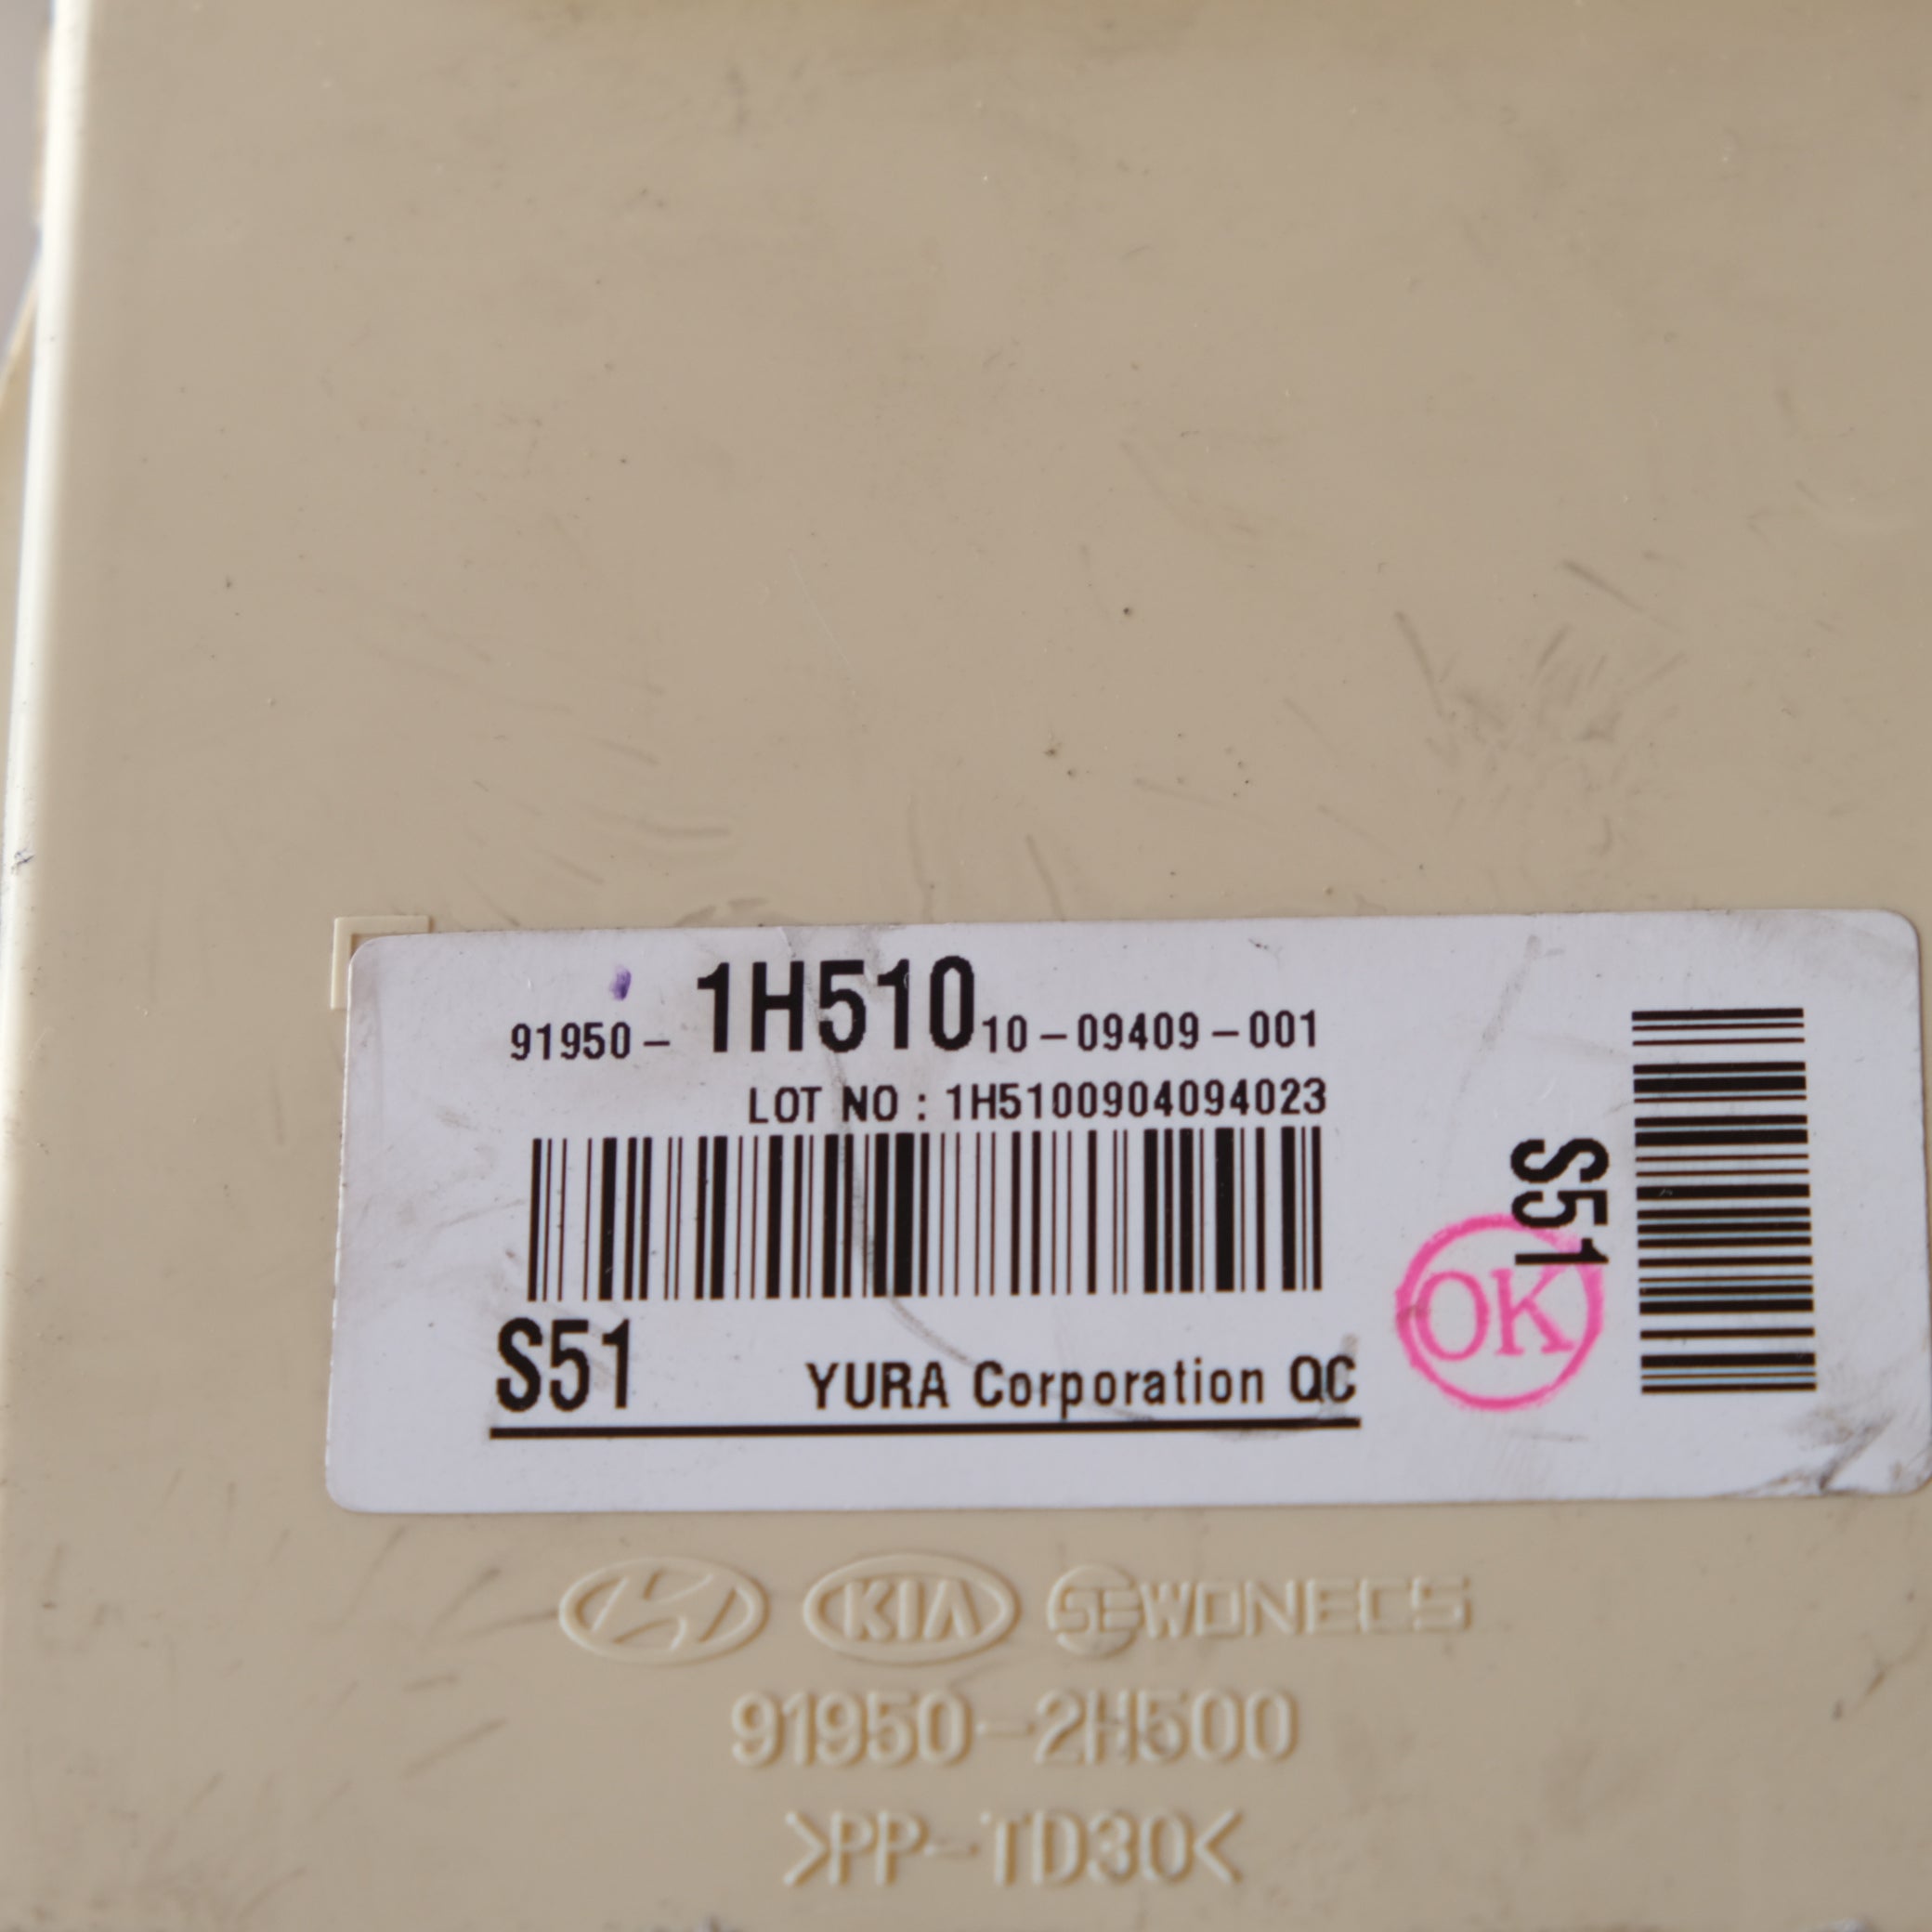 91950- 1H510 10-09409-001
LOT NO : 1H5100904094023
S51
YURA Corporation QC
S51
OK
KIA SEWONECS
91950-2H500
>PP-TD30<